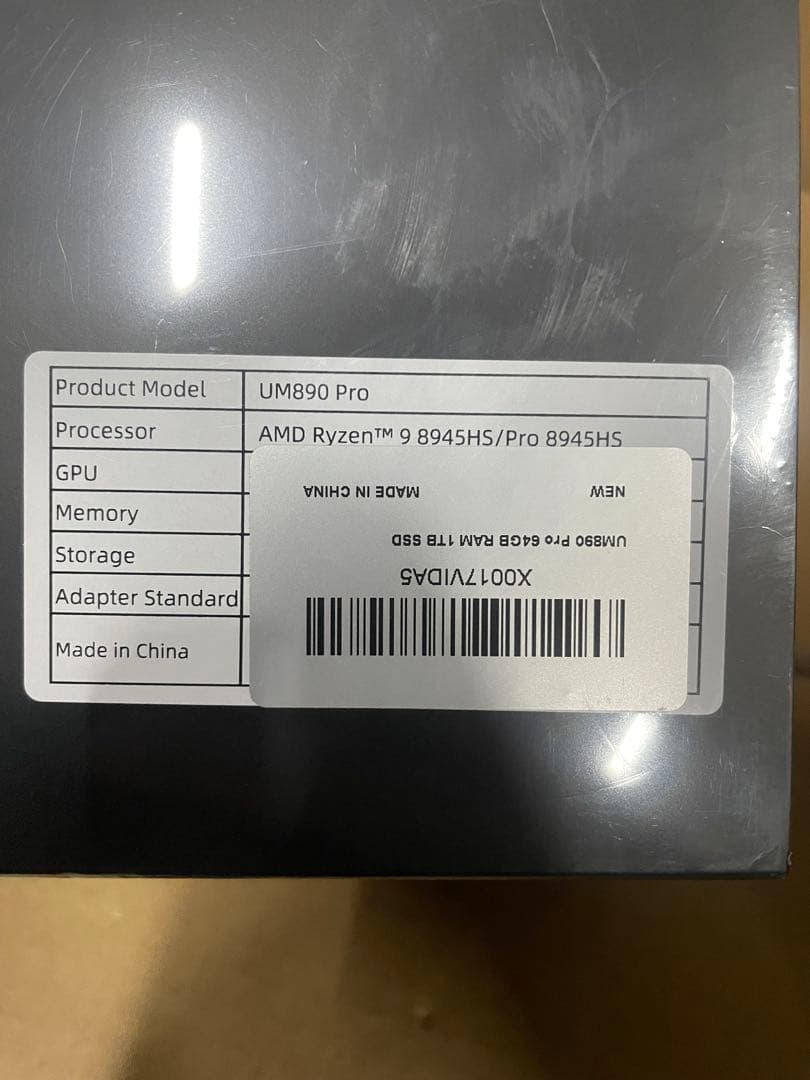 Product Model UM890 Pro
Processor AMD Ryzen™ 9 8945HS/Pro 8945HS
GPU
Memory
Storage
Adapter Standard
Made in China
X0017VIDA5
UM890 Pro 64GB RAM 1TB SSD
NEW MADE IN CHINA